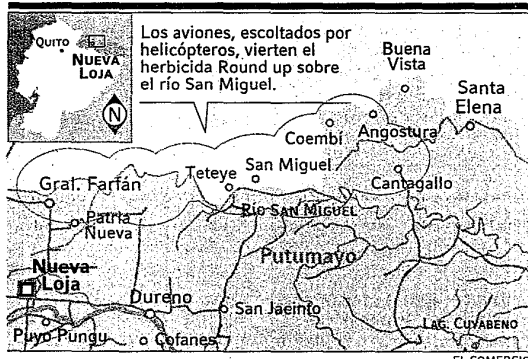 QUITO
NUEVA
LOJA
N
Los aviones, escoltados por
helicópteros, vierten el
herbicida Round up sobre
el río San Miguel.
Buena
Vista
Santa
Elena
Coembí
Angostura
Teteye
San Miguel
Cantagallo
Gral. Farfán
RÍO SAN MIGUEL
Patria
Nueva
Putumayo
Nueva
Loja
Dureno
San Jacinto
LAG. CUYABENO
Puyo Pungu
Cofanes
EL COMERCIO